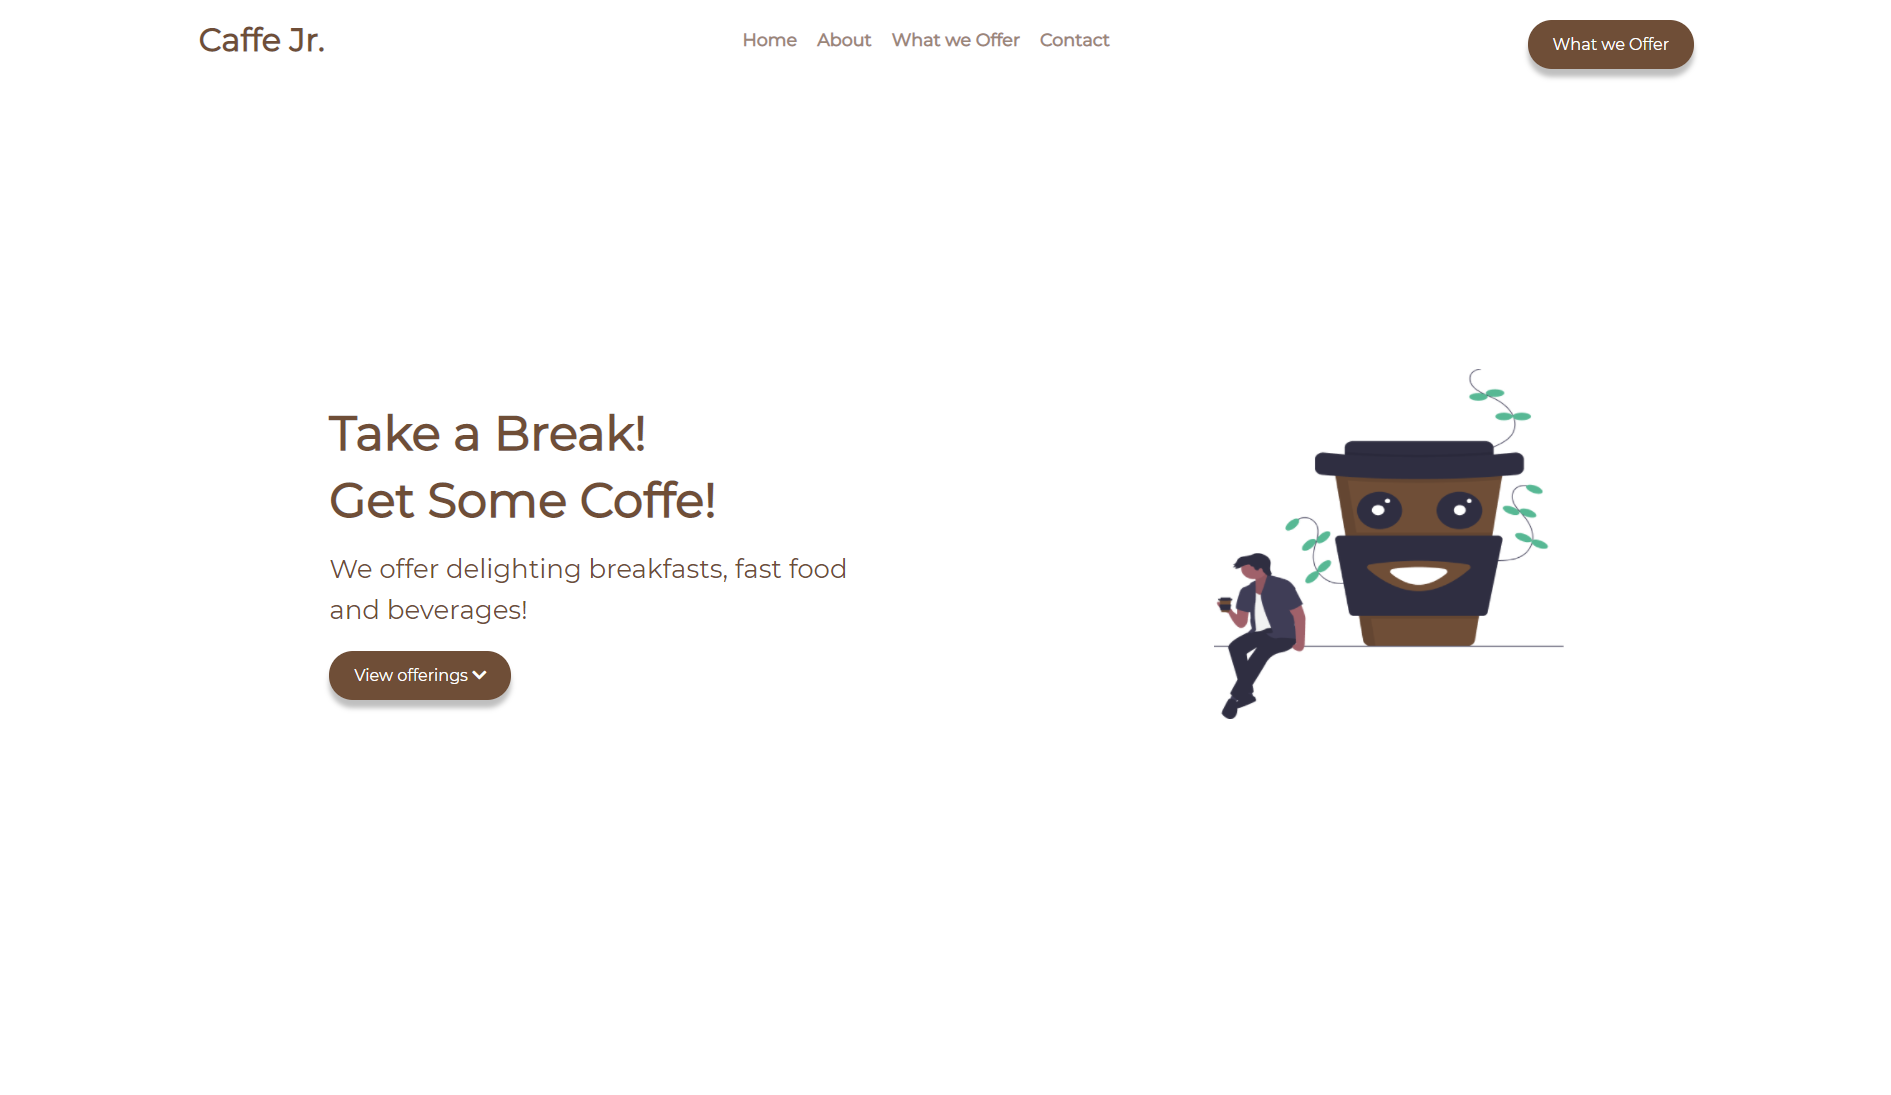 Caffe Jr.
Home About What we Offer Contact
What we Offer
Take a Break!
Get Some Coffe!
We offer delighting breakfasts, fast food
and beverages!
View offerings